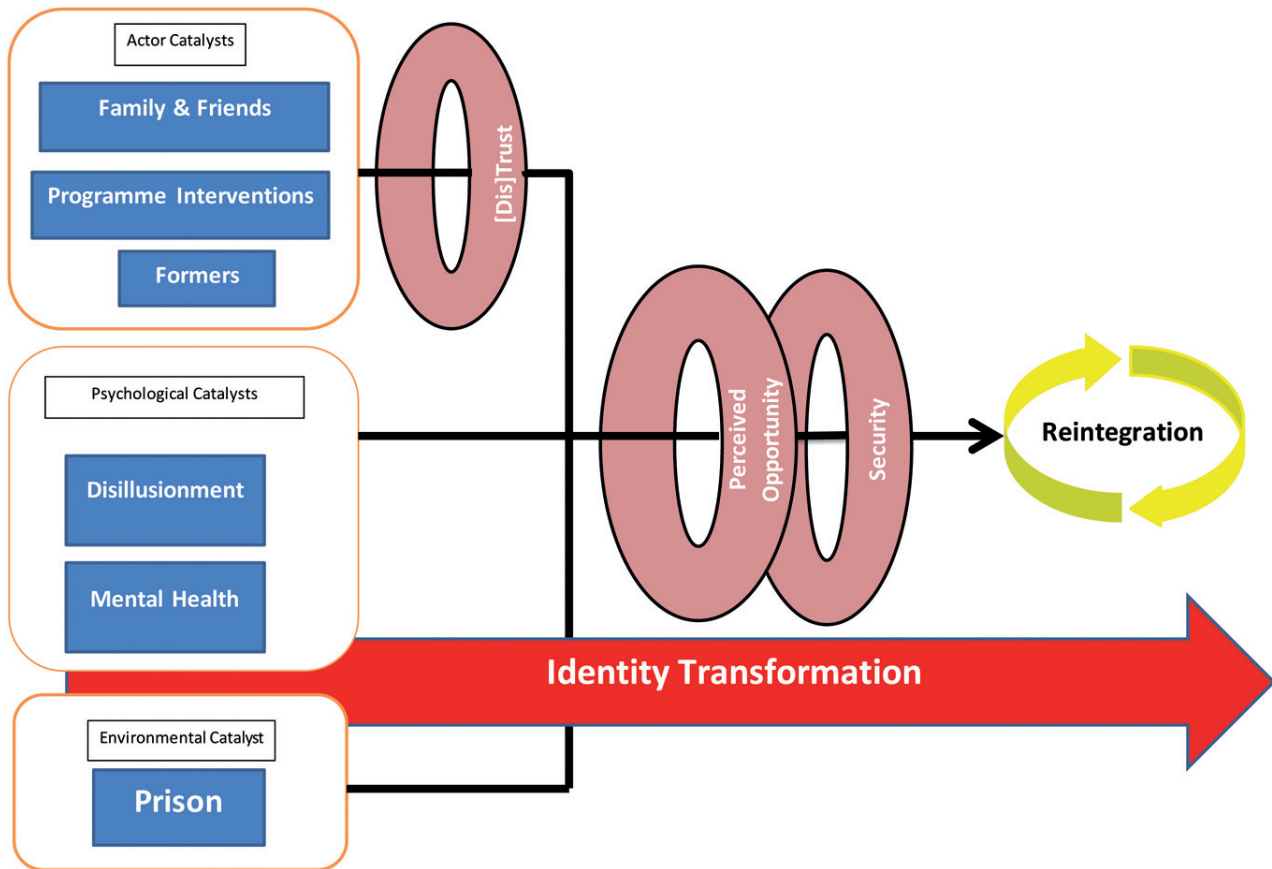 Actor Catalysts
Family & Friends
Programme Interventions
Formers
[Dis]Trust
Psychological Catalysts
Disillusionment
Mental Health
Perceived
Opportunity
Security
Reintegration
Identity Transformation
Environmental Catalyst
Prison